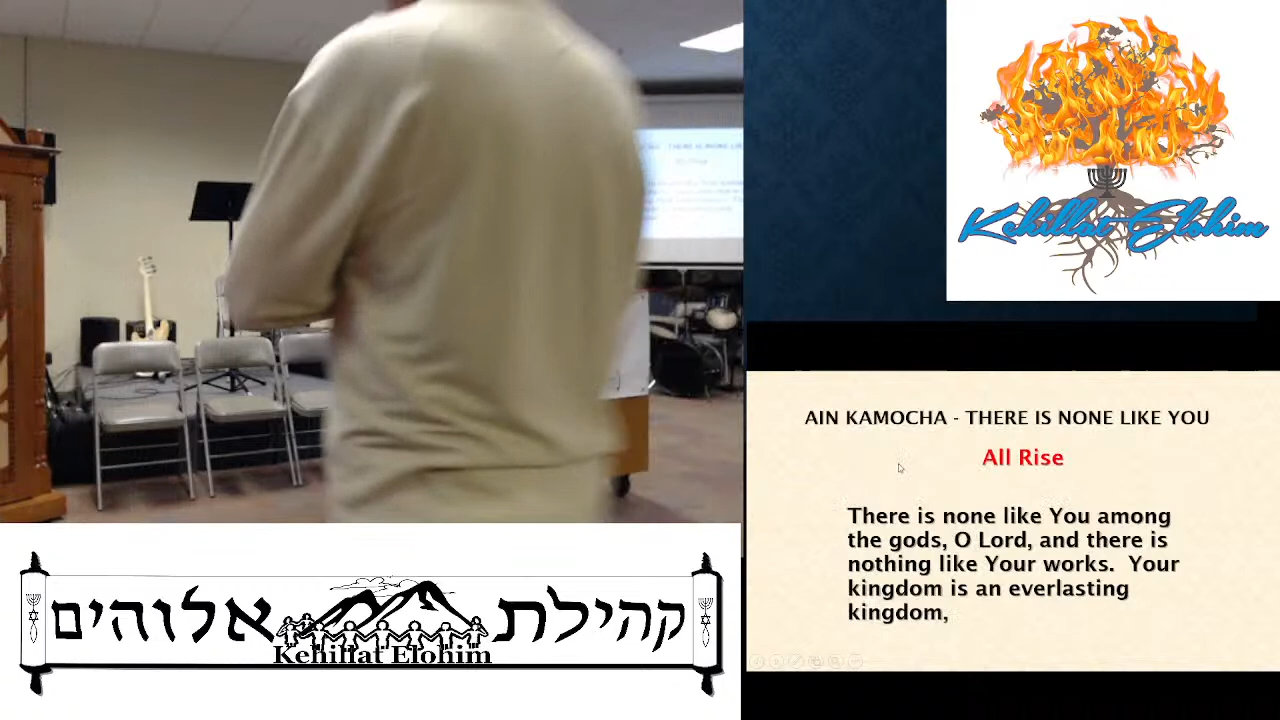 Kehillat Elohim
AIN KAMOCHA - THERE IS NONE LIKE YOU
All Rise
There is none like You among
the gods, O Lord, and there is
nothing like Your works.  Your
kingdom is an everlasting
kingdom,
קהילת אלוהים
Kehillat Elohim